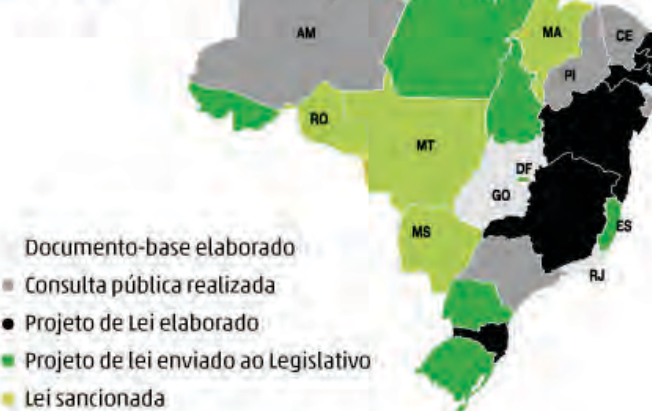 AM
MA
CE
PI
RO
MT
DF
GO
MS
ES
RJ
Documento-base elaborado
Consulta pública realizada
Projeto de Lei elaborado
Projeto de lei enviado ao Legislativo
Lei sancionada